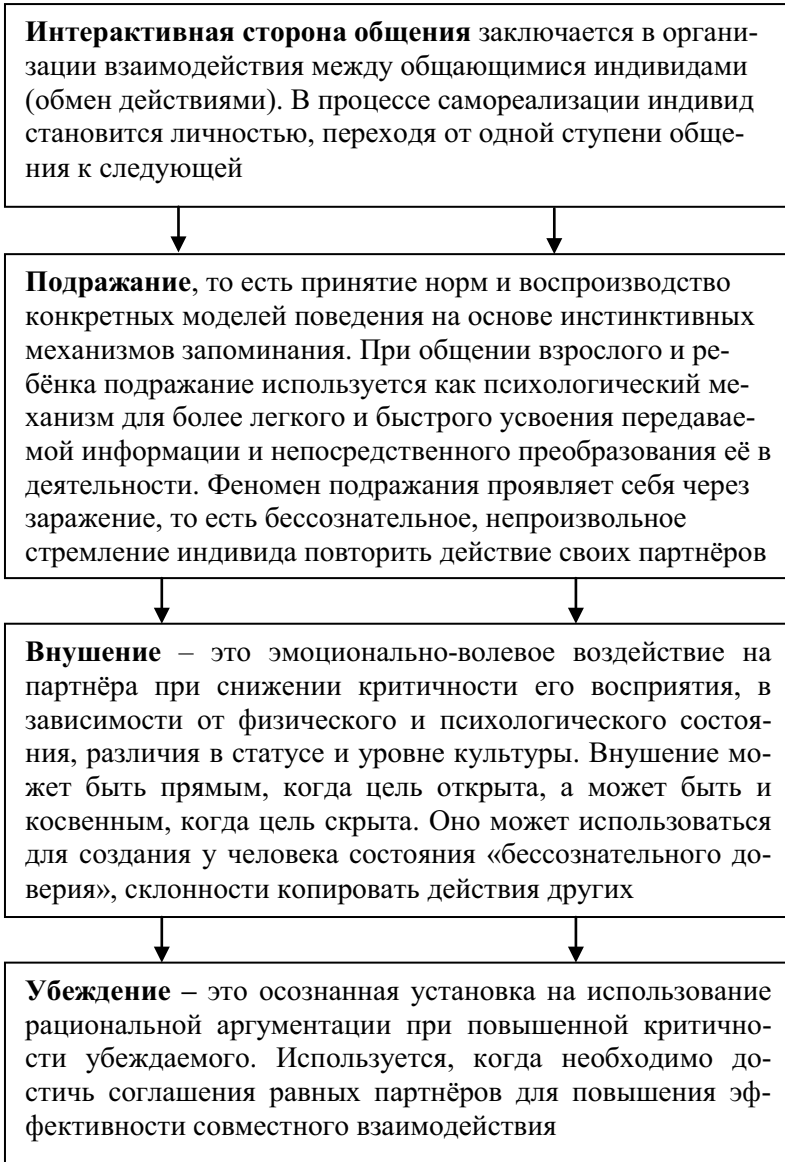 Интерактивная сторона общения заключается в органи-
зации взаимодействия между общающимися индивидами
(обмен действиями). В процессе самореализации индивид
становится личностью, переходя от одной ступени обще-
ния к следующей
Подражание, то есть принятие норм и воспроизводство
конкретных моделей поведения на основе инстинктивных
механизмов запоминания. При общении взрослого и ре-
бёнка подражание используется как психологический ме-
ханизм для более легкого и быстрого усвоения передавае-
мой информации и непосредственного преобразования её в
деятельности. Феномен подражания проявляет себя через
заражение, то есть бессознательное, непроизвольное
стремление индивида повторить действие своих партнёров
Внушение – это эмоционально-волевое воздействие на
партнёра при снижении критичности его восприятия, в
зависимости от физического и психологического состоя-
ния, различия в статусе и уровне культуры. Внушение мо-
жет быть прямым, когда цель открыта, а может быть и
косвенным, когда цель скрыта. Оно может использоваться
для создания у человека состояния «бессознательного до-
верия», склонности копировать действия других
Убеждение – это осознанная установка на использование
рациональной аргументации при повышенной критично-
сти убеждаемого. Используется, когда необходимо до-
стичь соглашения равных партнёров для повышения эф-
фективности совместного взаимодействия